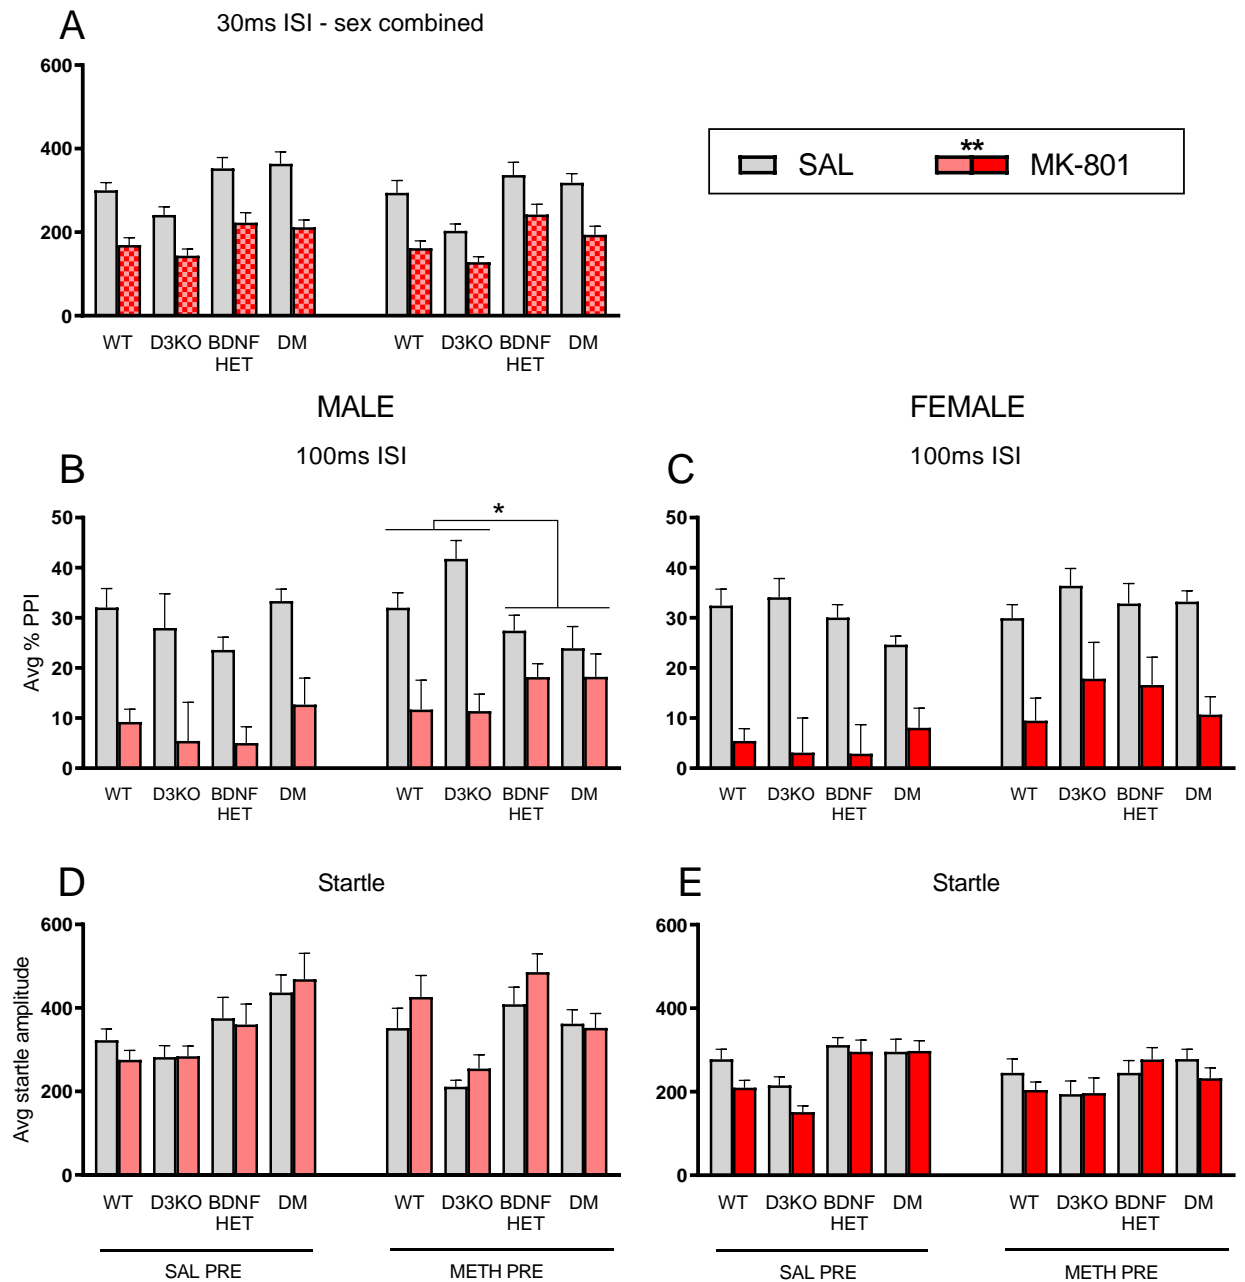 A
30ms ISI - sex combined
600
400
200
0
WT D3KO BDNF HET DM
WT D3KO BDNF HET DM
**
SAL MK-801
MALE
FEMALE
B
100ms ISI
Avg % PPI
50
40
30
20
10
0
*
WT D3KO BDNF HET DM
WT D3KO BDNF HET DM
C
100ms ISI
50
40
30
20
10
0
WT D3KO BDNF HET DM
WT D3KO BDNF HET DM
D
Startle
Avg startle amplitude
600
400
200
0
WT D3KO BDNF HET DM
WT D3KO BDNF HET DM
SAL PRE
METH PRE
E
Startle
600
400
200
0
WT D3KO BDNF HET DM
WT D3KO BDNF HET DM
SAL PRE
METH PRE